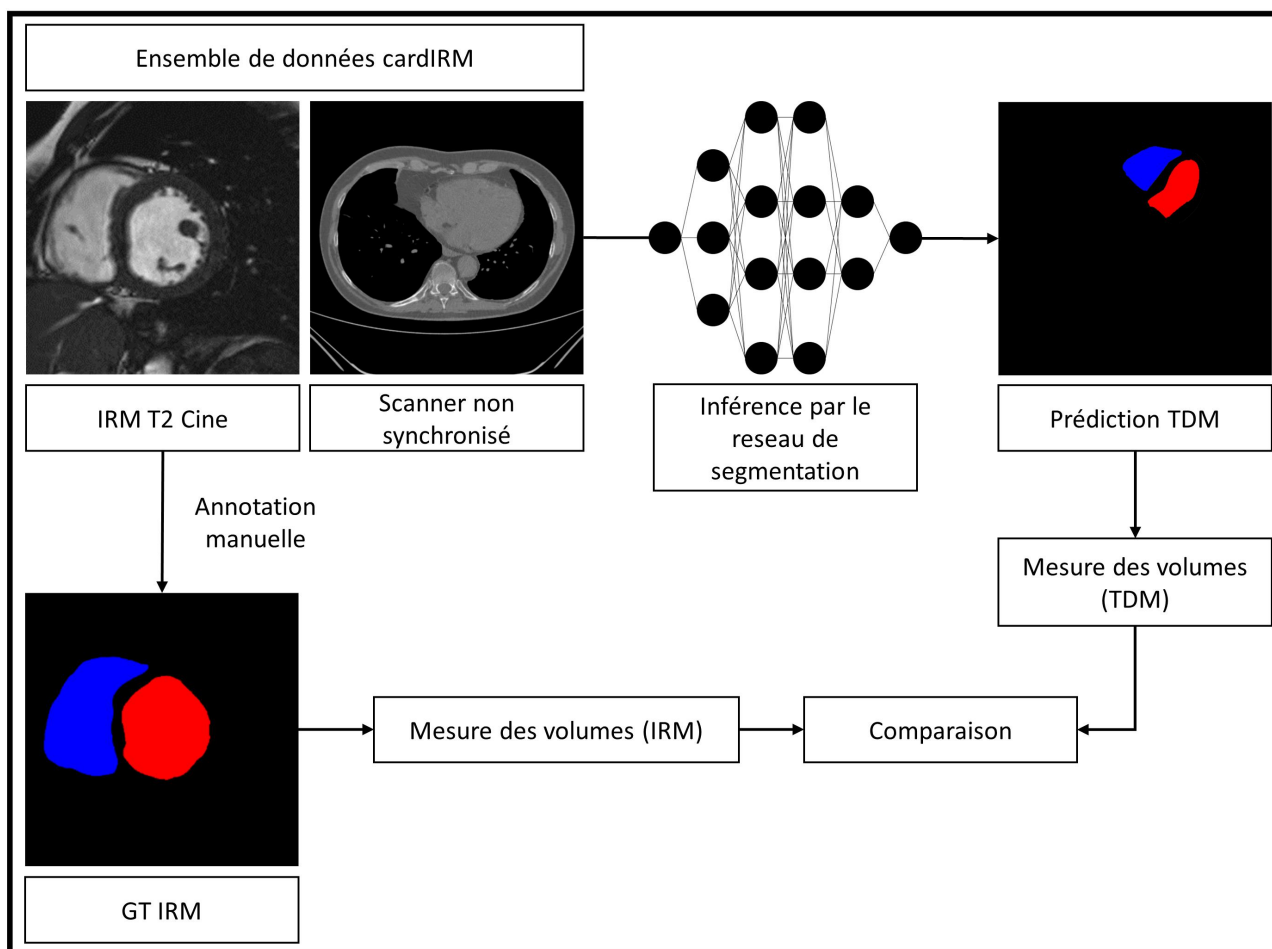 Ensemble de données cardIRM
IRM T2 Cine
Scanner non
synchronisé
Inférence par le
reseau de
segmentation
Prédiction TDM
Annotation
manuelle
Mesure des volumes
(TDM)
Mesure des volumes (IRM)
Comparaison
GT IRM